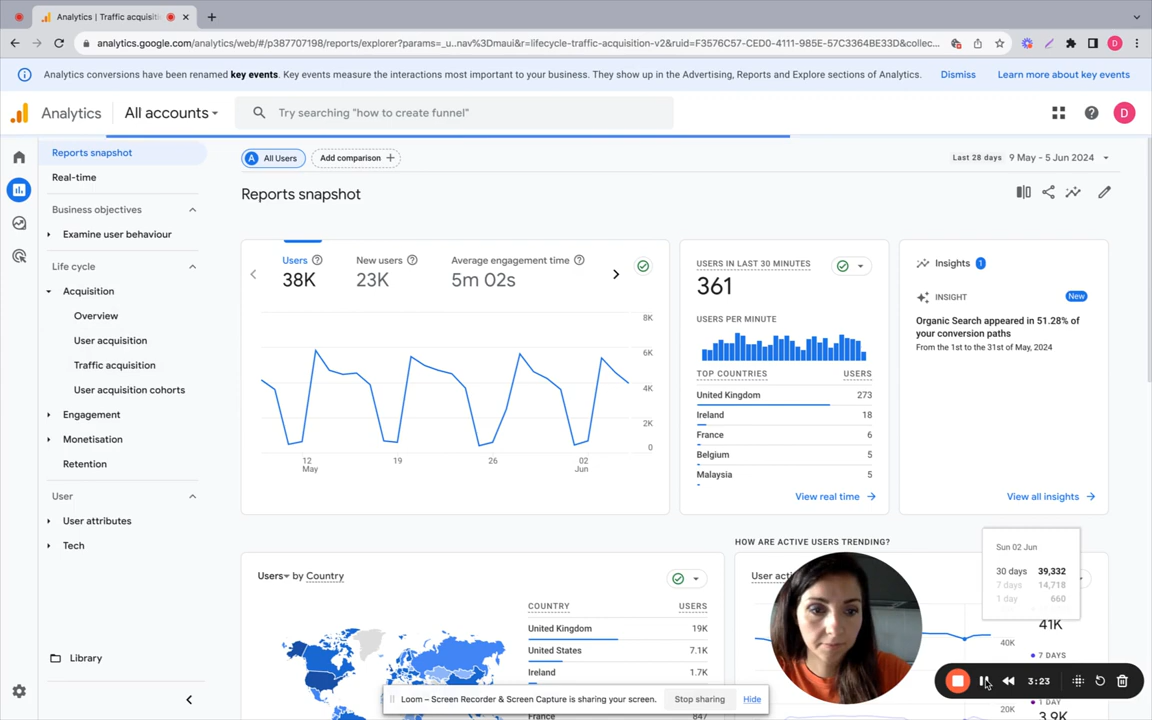 Analytics | Traffic acquisiti
analytics.google.com/analytics/web/#/p387707198/reports/explorer?params=_u..nav%3Dmaui&r=lifecycle-traffic-acquisition-v2&ruid=F3576C57-CED0-4111-985E-57C3364BE33D&collec...
D
Analytics conversions have been renamed key events. Key events measure the interactions most important to your business. They show up in the Advertising, Reports and Explore sections of Analytics.
Dismiss
Learn more about key events
Analytics
All accounts
Try searching "how to create funnel"
D
Reports snapshot
Real-time
Business objectives
Examine user behaviour
Life cycle
Acquisition
Overview
User acquisition
Traffic acquisition
User acquisition cohorts
Engagement
Monetisation
Retention
User
User attributes
Tech
Library
A All Users
Add comparison +
Last 28 days 9 May - 5 Jun 2024
Reports snapshot
Users
38K
New users
23K
Average engagement time
5m 02s
8K
6K
4K
2K
0
12
May
19
26
02
Jun
USERS IN LAST 30 MINUTES
361
USERS PER MINUTE
TOP COUNTRIES USERS
United Kingdom 273
Ireland 18
France 6
Belgium 5
Malaysia 5
View real time
Insights 1
INSIGHT
New
Organic Search appeared in 51.28% of
your conversion paths
From the 1st to the 31st of May, 2024
View all insights
Users by Country
COUNTRY USERS
United Kingdom 19K
United States 7.1K
Ireland 1.7K
France 847
HOW ARE ACTIVE USERS TRENDING?
User acti
Sun 02 Jun
30 days 39,332
7 days 14,718
1 day 660
41K
40K
7 DAYS
20K
1 DAY
3.9K
3:23
Loom – Screen Recorder & Screen Capture is sharing your screen.
Stop sharing
Hide